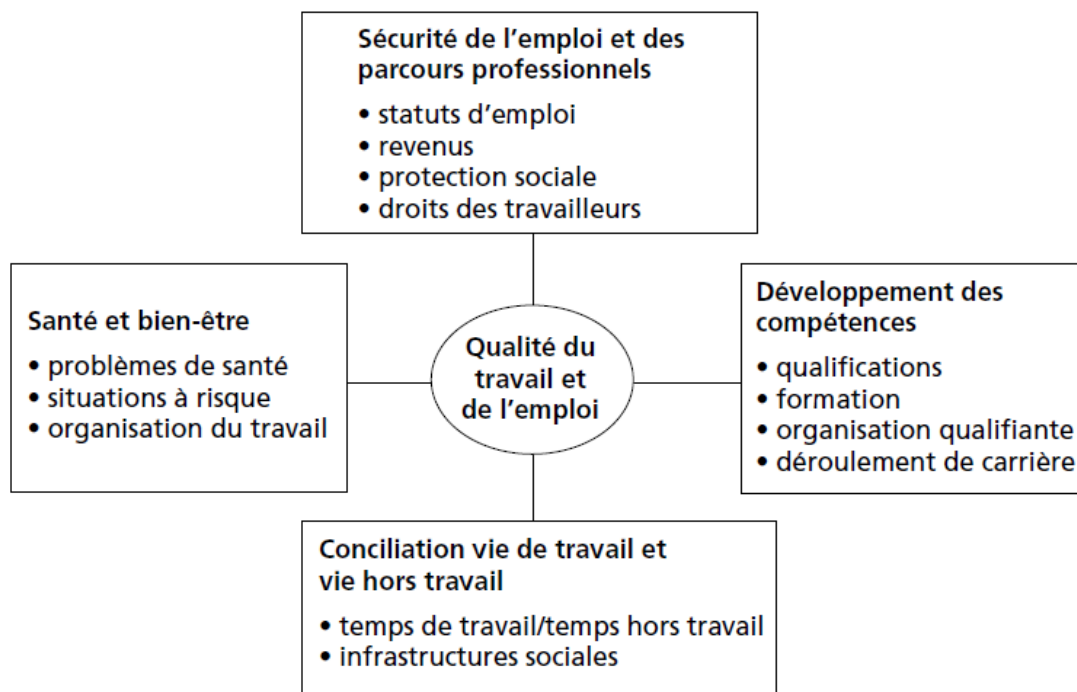 Sécurité de l'emploi et des
parcours professionnels
• statuts d'emploi
• revenus
• protection sociale
• droits des travailleurs
Santé et bien-être
• problèmes de santé
• situations à risque
• organisation du travail
Qualité du
travail et
de l'emploi
Développement des
compétences
• qualifications
• formation
• organisation qualifiante
• déroulement de carrière
Conciliation vie de travail et
vie hors travail
• temps de travail/temps hors travail
• infrastructures sociales